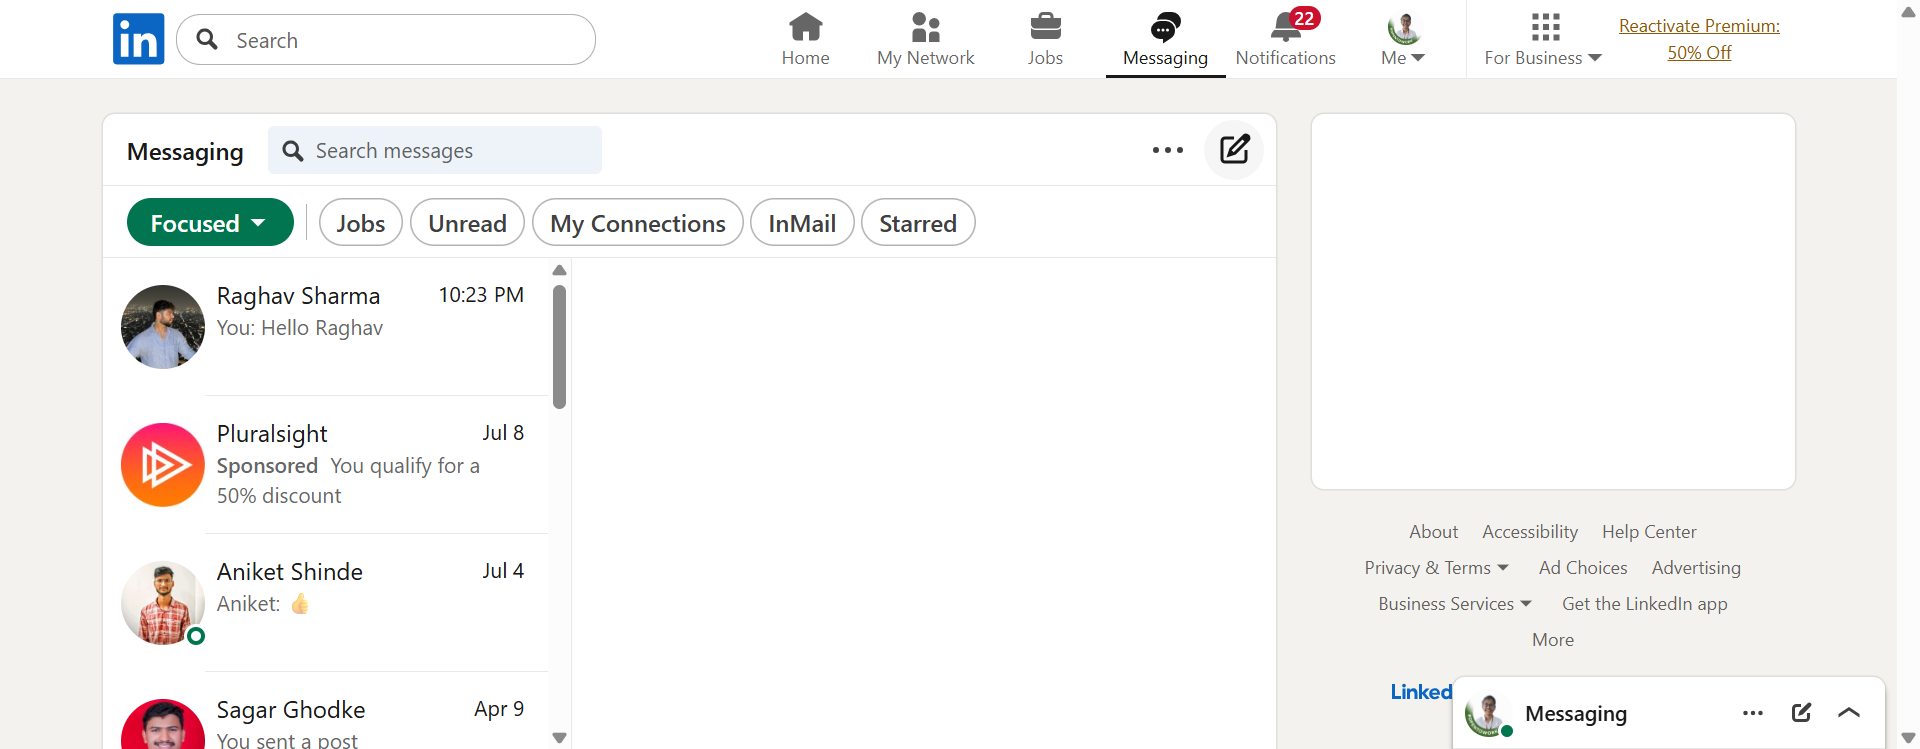 in
Search
Home
My Network
Jobs
Messaging
22
Notifications
Me
For Business
Reactivate Premium:
50% Off
Messaging
Search messages
Focused
Jobs
Unread
My Connections
InMail
Starred
Raghav Sharma 10:23 PM
You: Hello Raghav
Pluralsight Jul 8
Sponsored You qualify for a
50% discount
Aniket Shinde Jul 4
Aniket: 👍
Sagar Ghodke Apr 9
You sent a post
About Accessibility Help Center
Privacy & Terms Ad Choices Advertising
Business Services Get the LinkedIn app
More
Linked
Messaging